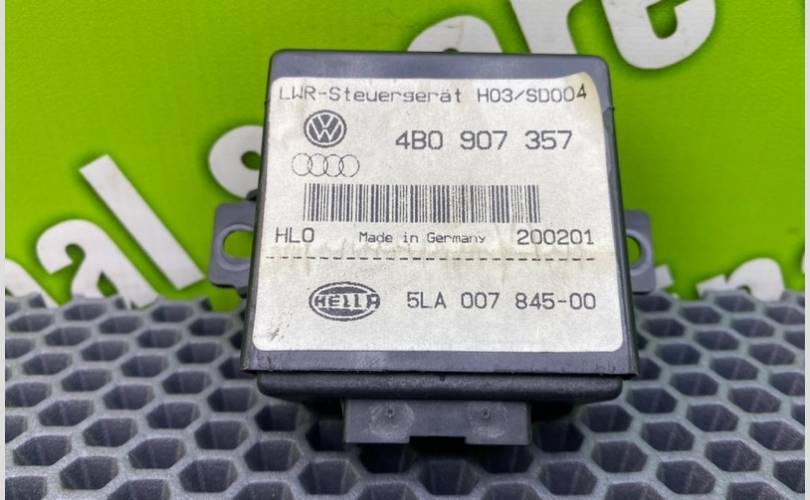 LWR-Steuergerät H03/SD004
4B0 907 357
HLO Made in Germany 200201
HELLA 5LA 007 845-00